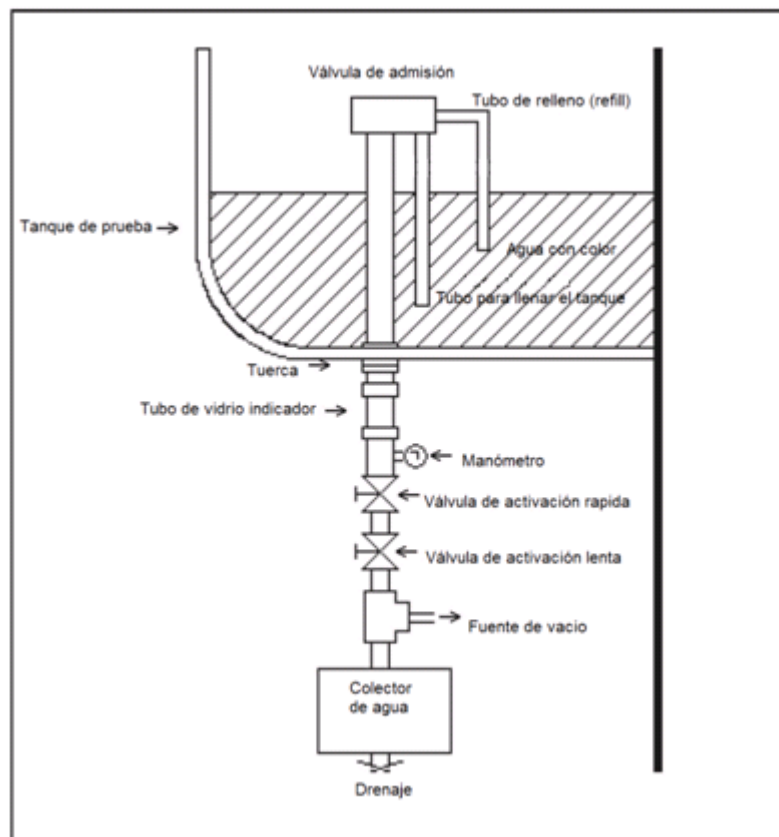 Válvula de admisión
Tubo de relleno (refill)
Tanque de prueba
Agua con color
Tubo para llenar el tanque
Tuerca
Tubo de vidrio indicador
Manómetro
Válvula de activación rapida
Válvula de activación lenta
Fuente de vacio
Colector
de agua
Drenaje